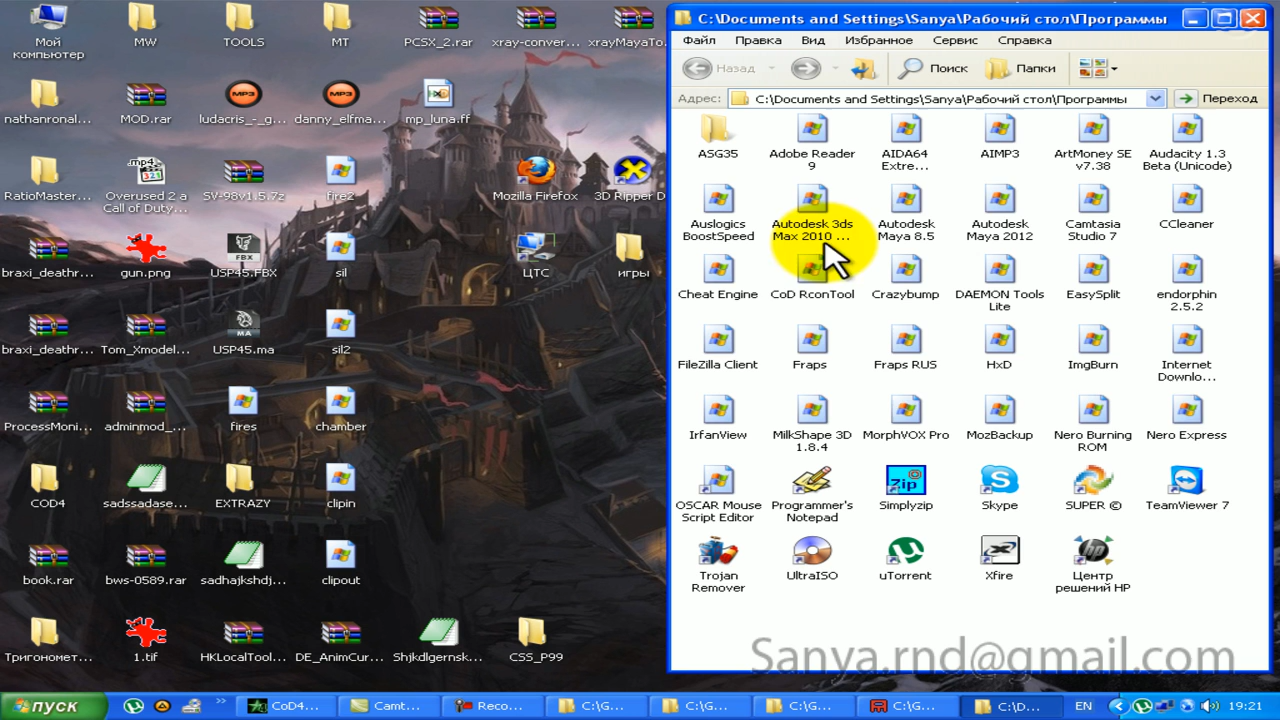 Мой
компьютер
MW
TOOLS
MT
PCSX_2.rar
xray-conver...
xrayMayaTo...
nathanronal...
MOD.rar
MP3
ludacris_-_g...
MP3
danny_elfma...
mp_luna.ff
RatioMaster...
.mp4
321
Overused 2 a
Call of Duty...
SV-98v1.5.7z
fire2
Mozilla Firefox
3D Ripper D
braxi_deathr...
gun.png
FBX
USP45.FBX
sil
ЦТС
игры
braxi_deathr...
Tom_Xmodel...
MA
USP45.ma
sil2
ProcessMoni...
adminmod_...
fires
chamber
COD4
sadssadase...
EXTRAZY
clipin
book.rar
bws-0589.rar
sadhajkshdj...
clipout
Тригономет...
1.tif
HKLocalTool...
DE_AnimCur...
Shjkdlgernsk...
CSS_P99
C:\Documents and Settings\Sanya\Рабочий стол\Программы
Файл Правка Вид Избранное Сервис Справка
Назад Поиск Папки
Адрес: C:\Documents and Settings\Sanya\Рабочий стол\Программы Переход
ASG35
Adobe Reader
9
AIDA64
Extre...
AIMP3
ArtMoney SE
v7.38
Audacity 1.3
Beta (Unicode)
Auslogics
BoostSpeed
Autodesk 3ds
Max 2010 ...
Autodesk
Maya 8.5
Autodesk
Maya 2012
Camtasia
Studio 7
CCleaner
Cheat Engine
CoD RconTool
Crazybump
DAEMON Tools
Lite
EasySplit
endorphin
2.5.2
FileZilla Client
Fraps
Fraps RUS
HxD
ImgBurn
Internet
Downlo...
IrfanView
MilkShape 3D
1.8.4
MorphVOX Pro
MozBackup
Nero Burning
ROM
Nero Express
OSCAR Mouse
Script Editor
Programmer's
Notepad
Zip
Simplyzip
Skype
SUPER ©
TeamViewer 7
Trojan
Remover
UltraISO
uTorrent
Xfire
hp
Центр
решений HP
Sanya.rnd@gmail.com
пуск
CoD4...
Camt...
Reco...
C:\G...
C:\G...
C:\G...
C:\G...
C:\D...
EN
19:21